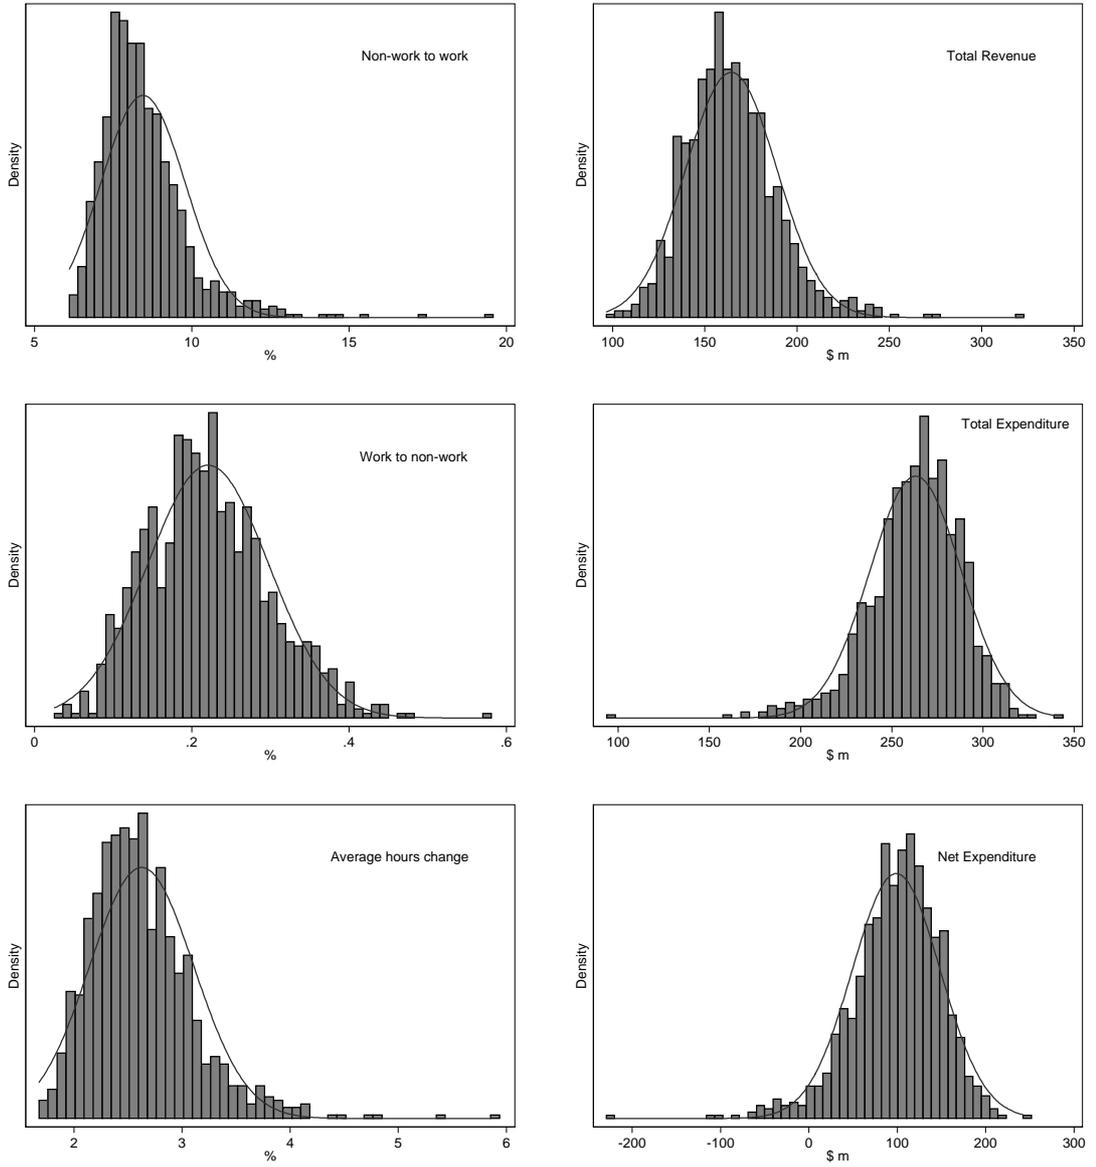 Non-work to work
Density
5 10 15 20
%
Total Revenue
Density
100 150 200 250 300 350
$ m
Work to non-work
Density
0 .2 .4 .6
%
Total Expenditure
Density
100 150 200 250 300 350
$ m
Average hours change
Density
2 3 4 5 6
%
Net Expenditure
Density
-200 -100 0 100 200 300
$ m